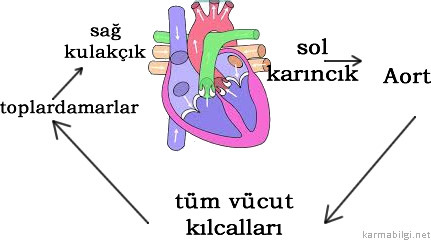 sağ
kulakçık
sol
karıncık
Aort
toplardamarlar
tüm vücut
kılcalları
karmabilgi.net